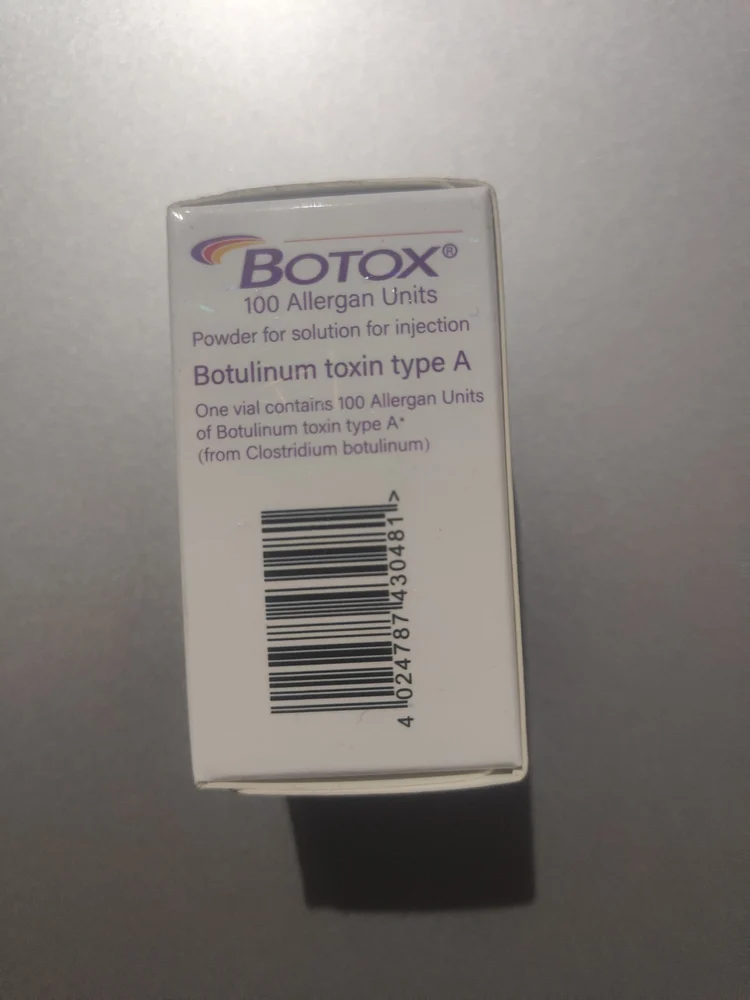 BOTOX®
100 Allergan Units
Powder for solution for injection
Botulinum toxin type A
One vial contains 100 Allergan Units
of Botulinum toxin type A*
(from Clostridium botulinum)
4 024787 430481 >